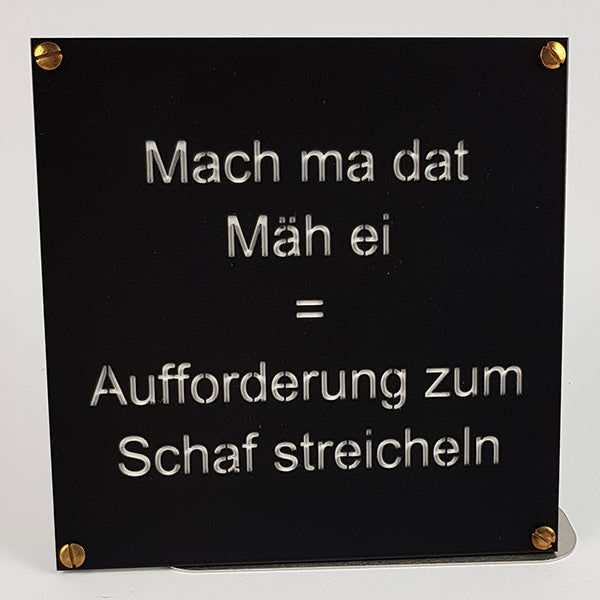 Mach ma dat
Mäh ei
=
Aufforderung zum
Schaf streicheln